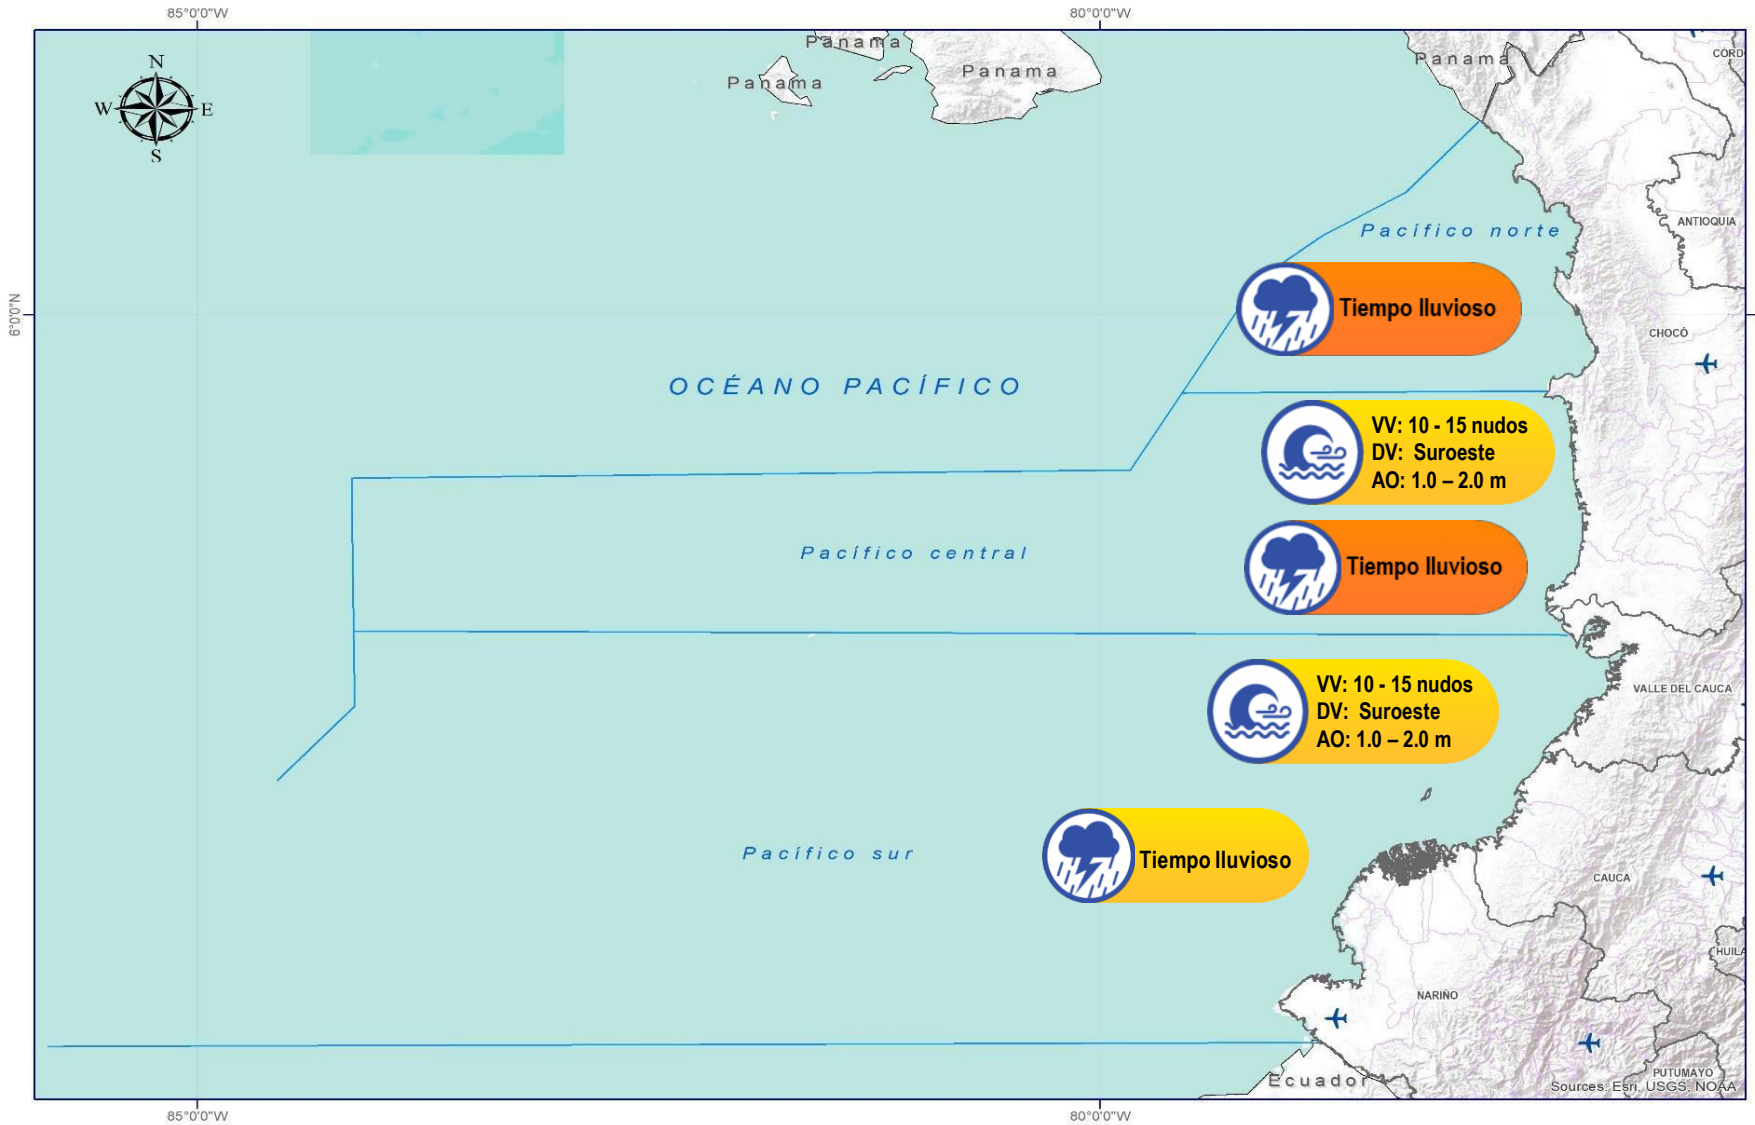 85°0'0"W
80°0'0"W
N
W
E
S
Panama
Panama
Panama
Panama
CÓRD
ANTIOQUIA
Pacífico norte
6°0'0"N
Tiempo lluvioso
CHOCÓ
OCÉANO PACÍFICO
VV: 10 - 15 nudos
DV: Suroeste
AO: 1.0 – 2.0 m
Pacífico central
Tiempo lluvioso
VV: 10 - 15 nudos
DV: Suroeste
AO: 1.0 – 2.0 m
VALLE DEL CAUCA
Pacífico sur
Tiempo lluvioso
CAUCA
HUILA
NARIÑO
PUTUMAYO
Ecuador
Sources: Esri, USGS, NOAA
85°0'0"W
80°0'0"W